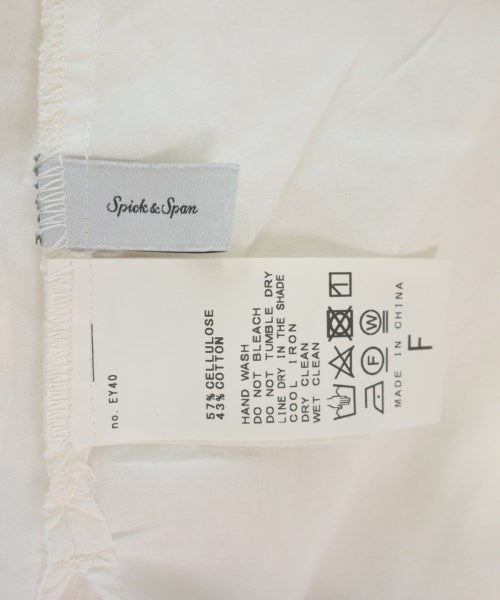 Spick & Span
no. EY40
57% CELLULOSE
43% COTTON
HAND WASH
DO NOT BLEACH
DO NOT TUMBLE DRY
LINE DRY IN THE SHADE
COOL IRON
DRY CLEAN
WET CLEAN
F W
MADE IN CHINA
F